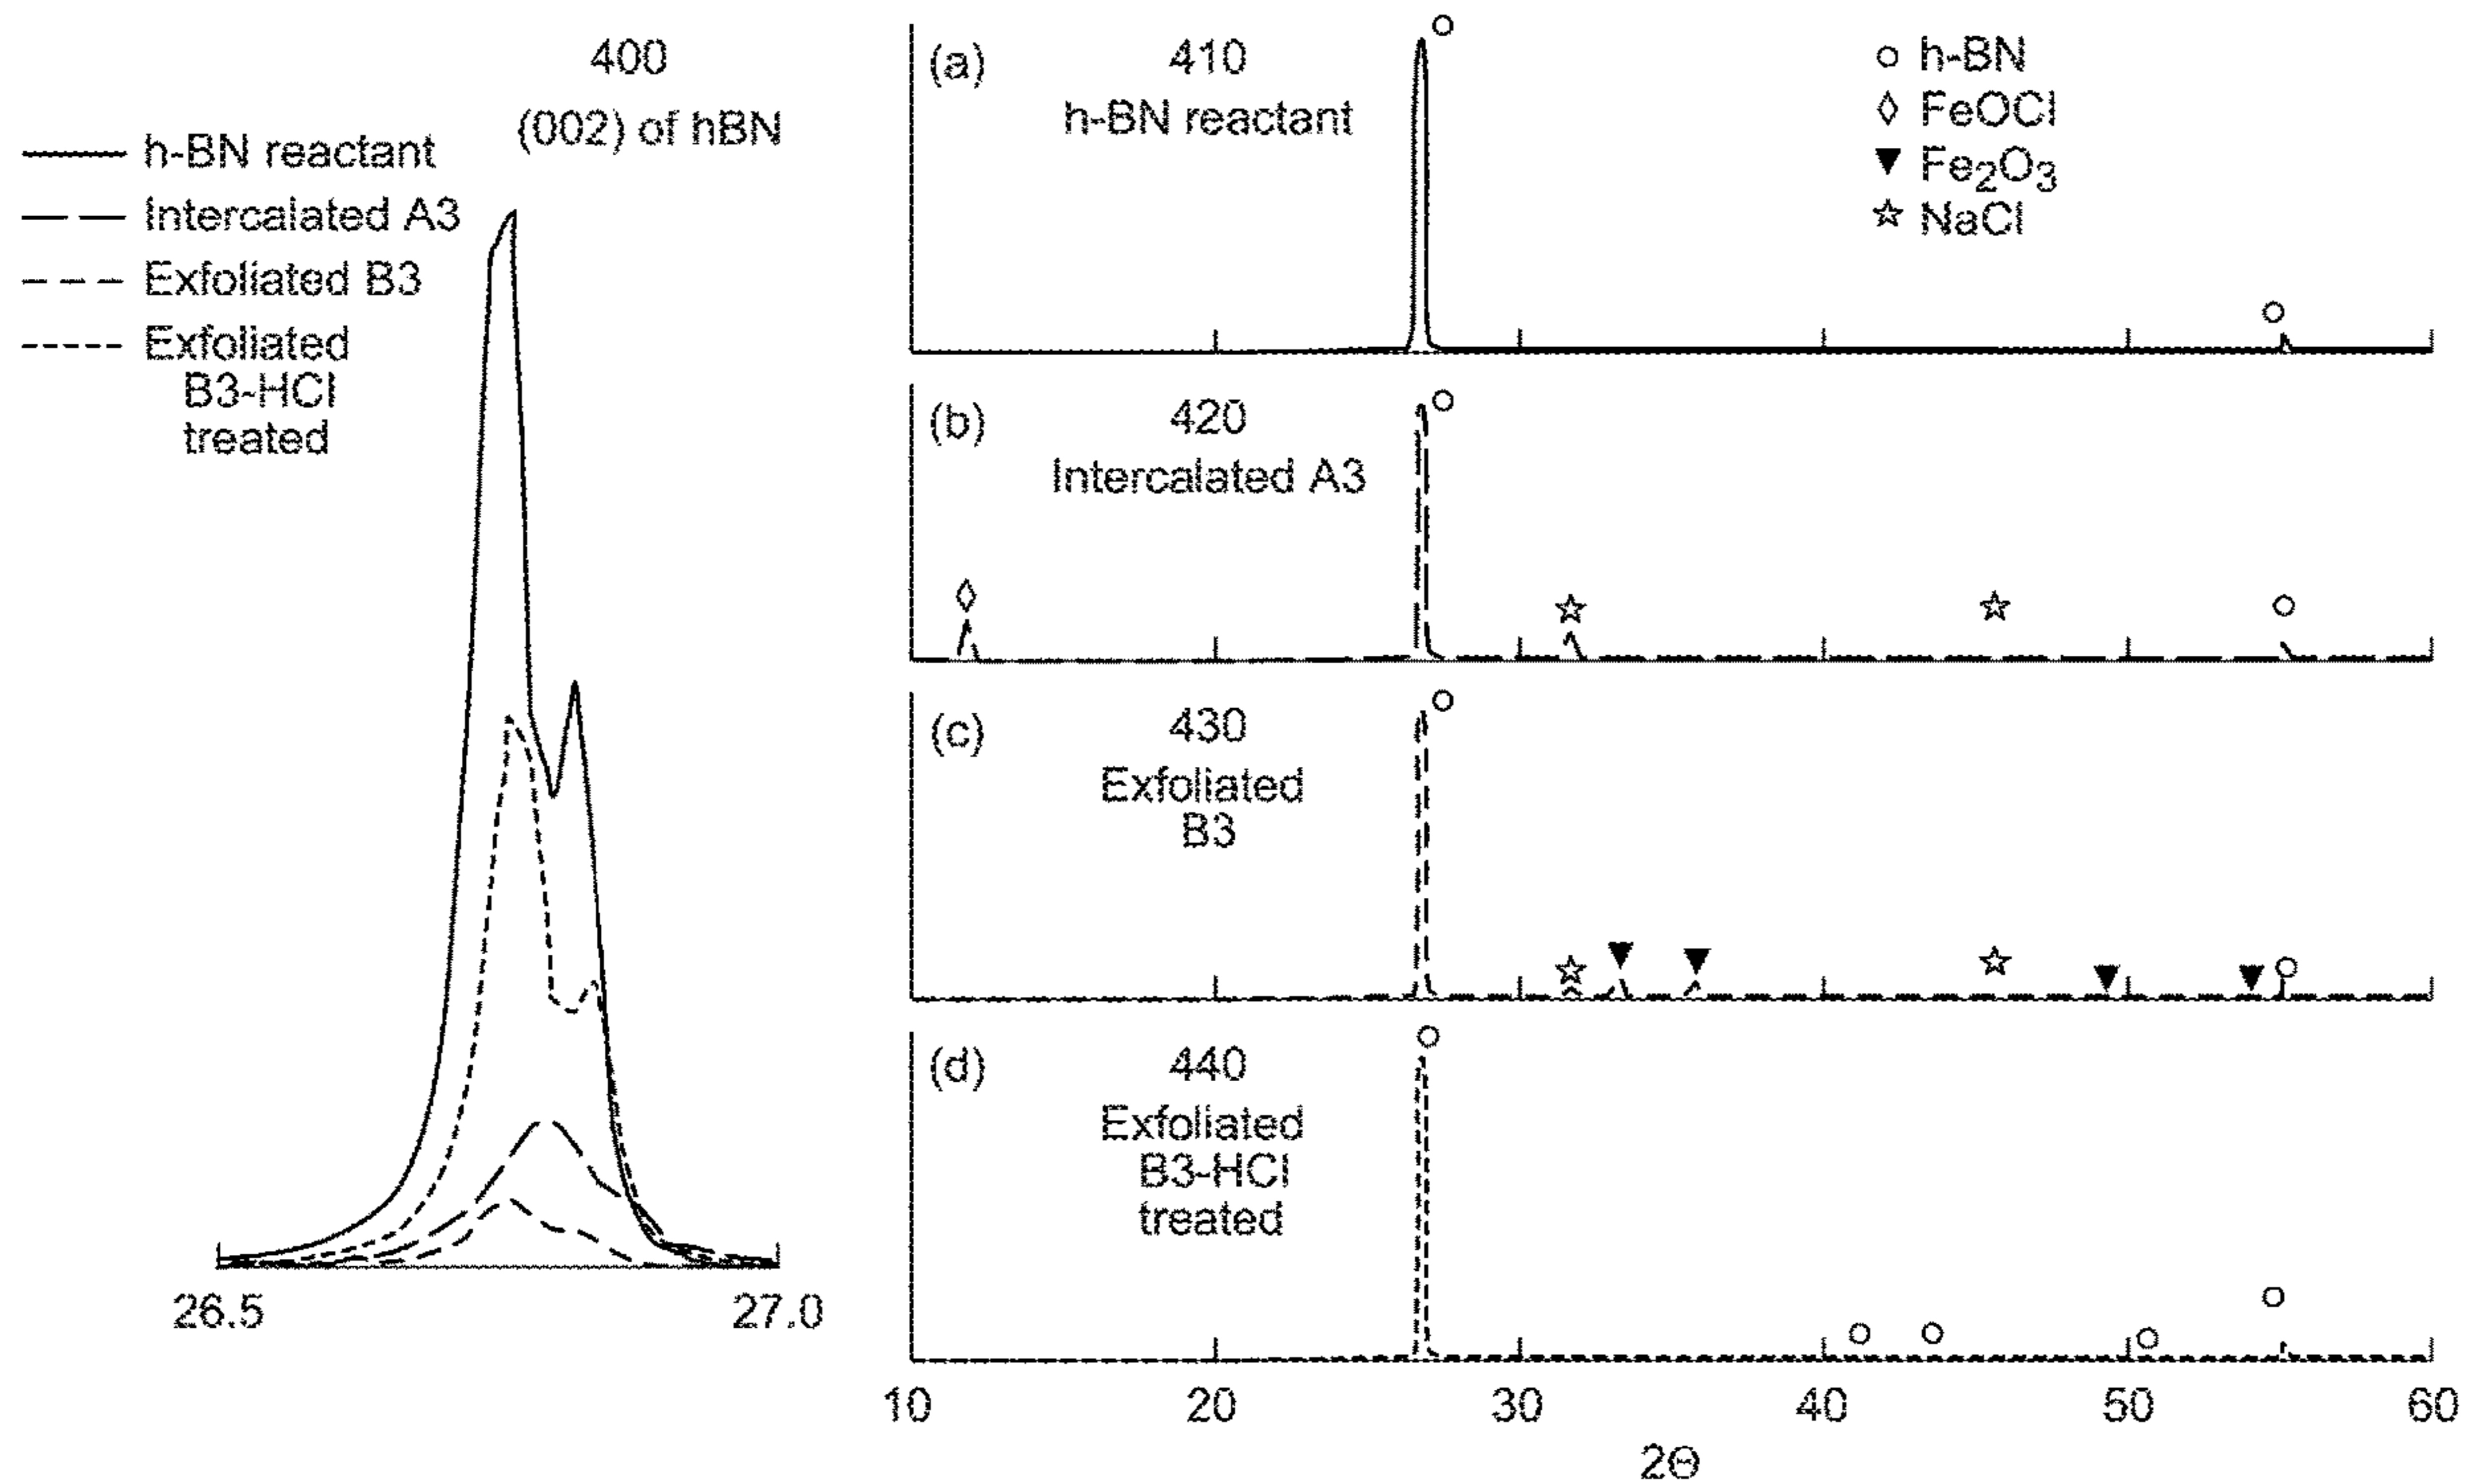 400
(002) of hBN
h-BN reactant
Intercalated A3
Exfoliated B3
Exfoliated
B3-HCl
treated
26.5
27.0
(a)
410
h-BN reactant
h-BN
FeOCl
Fe2O3
NaCl
(b)
420
Intercalated A3
(c)
430
Exfoliated
B3
(d)
440
Exfoliated
B3-HCl
treated
10
20
30
40
50
60
2Θ